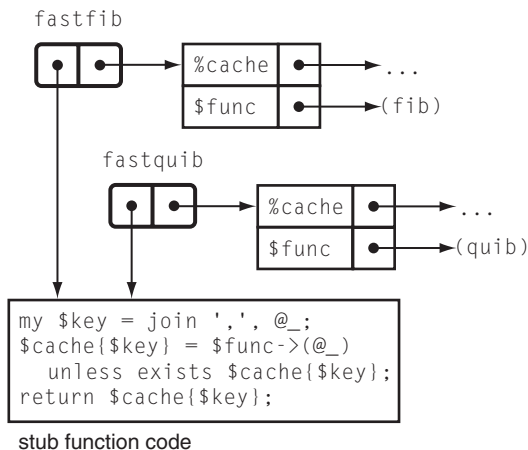 fastfib
%cache
...
$func
(fib)
fastquib
%cache
...
$func
(quib)
my $key = join ',', @_;
$cache{$key} = $func->(@_)
unless exists $cache{$key};
return $cache{$key};
stub function code